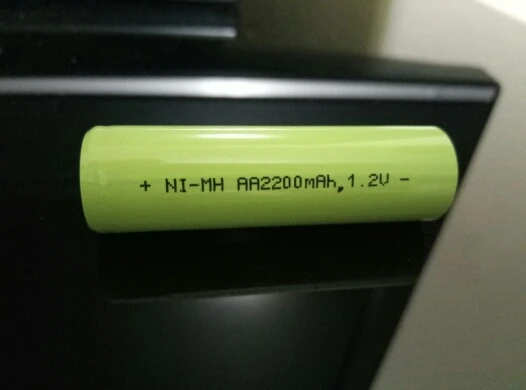 + NI-MH AA2200mAh,1.2V -